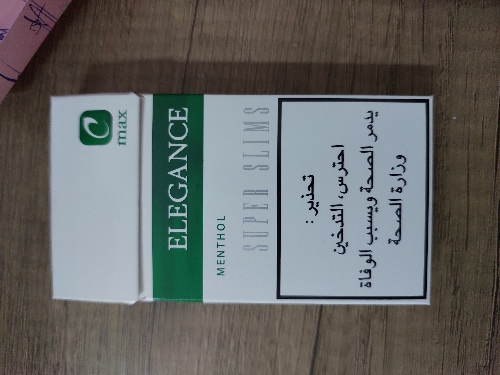 e
max
ELEGANCE
MENTHOL
SUPER SLIMS
تحذير :
احترس، التدخين
يدمر الصحة ويسبب الوفاة
وزارة الصحة